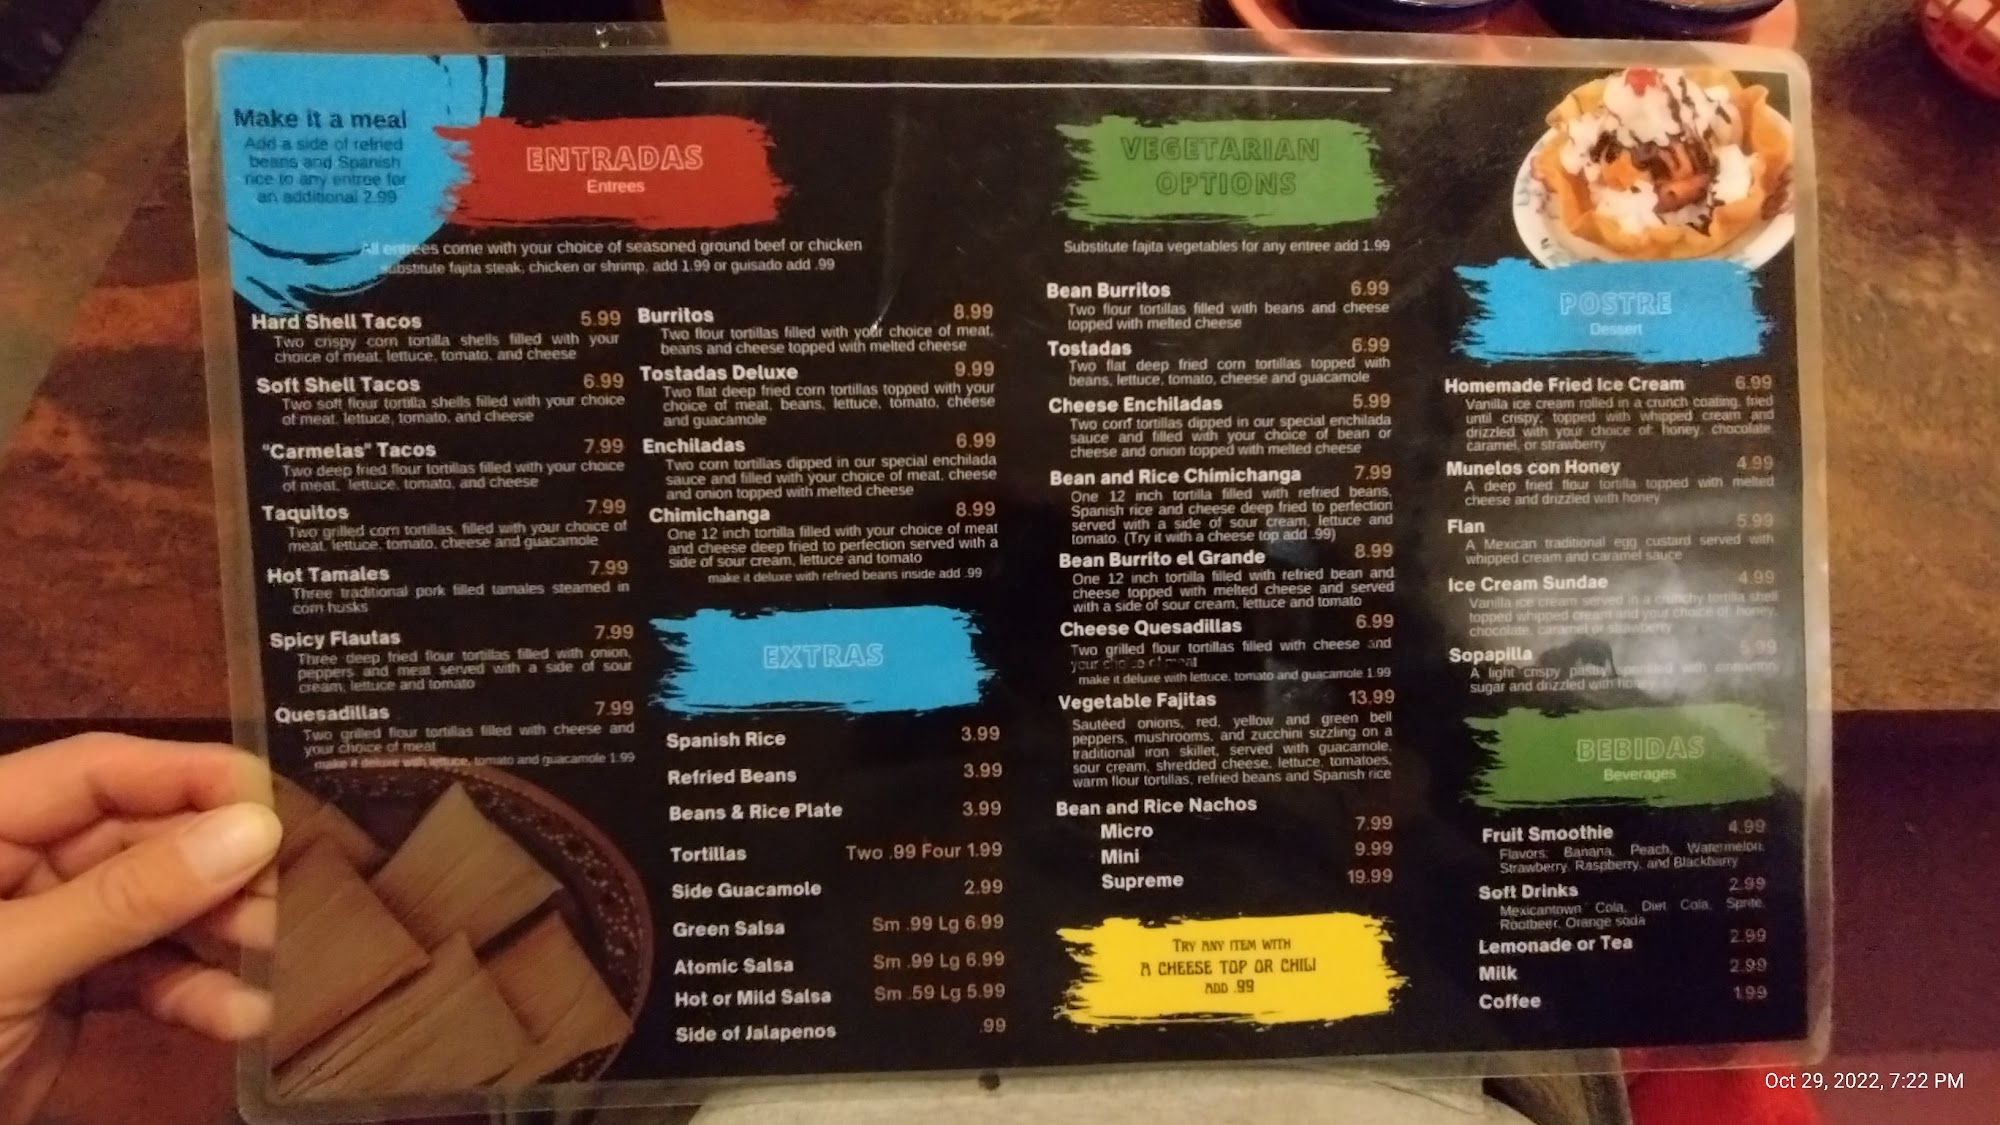 Make it a meal
Add a side of refried
beans and Spanish
rice to any entree for
an additional 2.99
ENTRADAS
Entrees
All entrees come with your choice of seasoned ground beef or chicken
substitute fajita steak, chicken or shrimp, add 1.99 or guisado add .99
Hard Shell Tacos 5.99
Two crispy corn tortilla shells filled with your
choice of meat, lettuce, tomato, and cheese
Soft Shell Tacos 6.99
Two soft flour tortilla shells filled with your choice
of meat, lettuce, tomato, and cheese
"Carmelas" Tacos 7.99
Two deep fried flour tortillas filled with your choice
of meat, lettuce, tomato, and cheese
Taquitos 7.99
Two grilled corn tortillas, filled with your choice of
meat, lettuce, tomato, cheese and guacamole
Hot Tamales 7.99
Three traditional pork filled tamales steamed in
corn husks
Spicy Flautas 7.99
Three deep fried flour tortillas filled with onion,
peppers and meat served with a side of sour
cream, lettuce and tomato
Quesadillas 7.99
Two grilled flour tortillas filled with cheese and
your choice of meat
make it deluxe with lettuce, tomato and guacamole 1.99
Burritos 8.99
Two flour tortillas filled with your choice of meat,
beans and cheese topped with melted cheese
Tostadas Deluxe 9.99
Two flat deep fried corn tortillas topped with your
choice of meat, beans, lettuce, tomato, cheese
and guacamole
Enchiladas 6.99
Two corn tortillas dipped in our special enchilada
sauce and filled with your choice of meat, cheese
and onion topped with melted cheese
Chimichanga 8.99
One 12 inch tortilla filled with your choice of meat
and cheese deep fried to perfection served with a
side of sour cream, lettuce and tomato
make it deluxe with refried beans inside add .99
EXTRAS
Spanish Rice 3.99
Refried Beans 3.99
Beans & Rice Plate 3.99
Tortillas Two .99 Four 1.99
Side Guacamole 2.99
Green Salsa Sm .99 Lg 6.99
Atomic Salsa Sm .99 Lg 6.99
Hot or Mild Salsa Sm .59 Lg 5.99
Side of Jalapenos .99
VEGETARIAN
OPTIONS
Substitute fajita vegetables for any entree add 1.99
Bean Burritos 6.99
Two flour tortillas filled with beans and cheese
topped with melted cheese
Tostadas 6.99
Two flat deep fried corn tortillas topped with
beans, lettuce, tomato, cheese and guacamole
Cheese Enchiladas 5.99
Two corn tortillas dipped in our special enchilada
sauce and filled with your choice of bean or
cheese and onion topped with melted cheese
Bean and Rice Chimichanga 7.99
One 12 inch tortilla filled with refried beans,
Spanish rice and cheese deep fried to perfection
served with a side of sour cream, lettuce and
tomato. (Try it with a cheese top add .99)
Bean Burrito el Grande 8.99
One 12 inch tortilla filled with refried bean and
cheese topped with melted cheese and served
with a side of sour cream, lettuce and tomato
Cheese Quesadillas 6.99
Two grilled flour tortillas filled with cheese and
your choice of meat
make it deluxe with lettuce, tomato and guacamole 1.99
Vegetable Fajitas 13.99
Sautéed onions, red, yellow and green bell
peppers, mushrooms, and zucchini sizzling on a
traditional iron skillet, served with guacamole,
sour cream, shredded cheese, lettuce, tomatoes,
warm flour tortillas, refried beans and Spanish rice
Bean and Rice Nachos
Micro 7.99
Mini 9.99
Supreme 19.99
TRY ANY ITEM WITH
A CHEESE TOP OR CHILI
ADD .99
POSTRE
Dessert
Homemade Fried Ice Cream 6.99
Vanilla ice cream rolled in a crunch coating, fried
until crispy, topped with whipped cream and
drizzled with your choice of: honey, chocolate,
caramel, or strawberry
Munelos con Honey 4.99
A deep fried flour tortilla topped with melted
cheese and drizzled with honey
Flan 5.99
A Mexican traditional egg custard served with
whipped cream and caramel sauce
Ice Cream Sundae 4.99
Vanilla ice cream served in a crunchy tortilla shell
topped whipped cream and your choice of: honey,
chocolate, caramel or strawberry
Sopapilla 5.99
A light crispy pastry sprinkled with cinnamon
sugar and drizzled with honey
BEBIDAS
Beverages
Fruit Smoothie 4.99
Flavors: Banana, Peach, Watermelon,
Strawberry, Raspberry, and Blackberry
Soft Drinks 2.99
Mexicantown Cola, Diet Cola, Sprite,
Rootbeer, Orange soda
Lemonade or Tea 2.99
Milk 2.99
Coffee 1.99
Oct 29, 2022, 7:22 PM